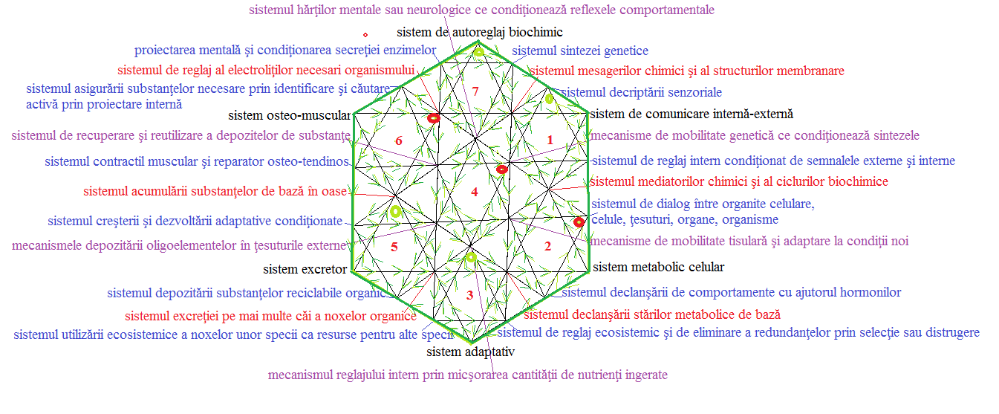 sistemul hărţilor mentale sau neurologice ce condiţionează reflexele comportamentale
sistem de autoreglaj biochimic
proiectarea mentală şi condiţionarea secreţiei enzimelor
sistemul sintezei genetice
sistemul de reglaj al electroliţilor necesari organismului
sistemul mesagerilor chimici şi al structurilor membranare
sistemul asigurării substanţelor necesare prin identificare şi căutare
activă prin proiectare internă
7
sistemul decriptării senzoriale
sistem osteo-muscular
sistem de comunicare internă-externă
sistemul de recuperare şi reutilizare a depozitelor de substanţe
6
1
mecanisme de mobilitate genetică ce condiţionează sintezele
sistemul contractil muscular şi reparator osteo-tendinos
sistemul de reglaj intern condiţionat de semnalele externe şi interne
sistemul acumulării substanţelor de bază în oase
4
sistemul mediatorilor chimici şi al ciclurilor biochimice
sistemul creşterii şi dezvoltării adaptative condiţionate
sistemul de dialog între organite celulare,
celule, ţesuturi, organe, organisme
mecanismele depozitării oligoelementelor în ţesuturile externe
5
2
mecanisme de mobilitate tisulară şi adaptare la condiţii noi
sistem excretor
sistem metabolic celular
sistemul depozitării substanţelor reciclabile organic
3
sistemul declanşării de comportamente cu ajutorul hormonilor
sistemul excreţiei pe mai multe căi a noxelor organice
sistemul declanşării stărilor metabolice de bază
sistemul utilizării ecosistemice a noxelor unor specii ca resurse pentru alte specii
sistemul de reglaj ecosistemic şi de eliminare a redundanţelor prin selecţie sau distrugere
sistem adaptativ
mecanismul reglajului intern prin micşorarea cantităţii de nutrienţi ingerate